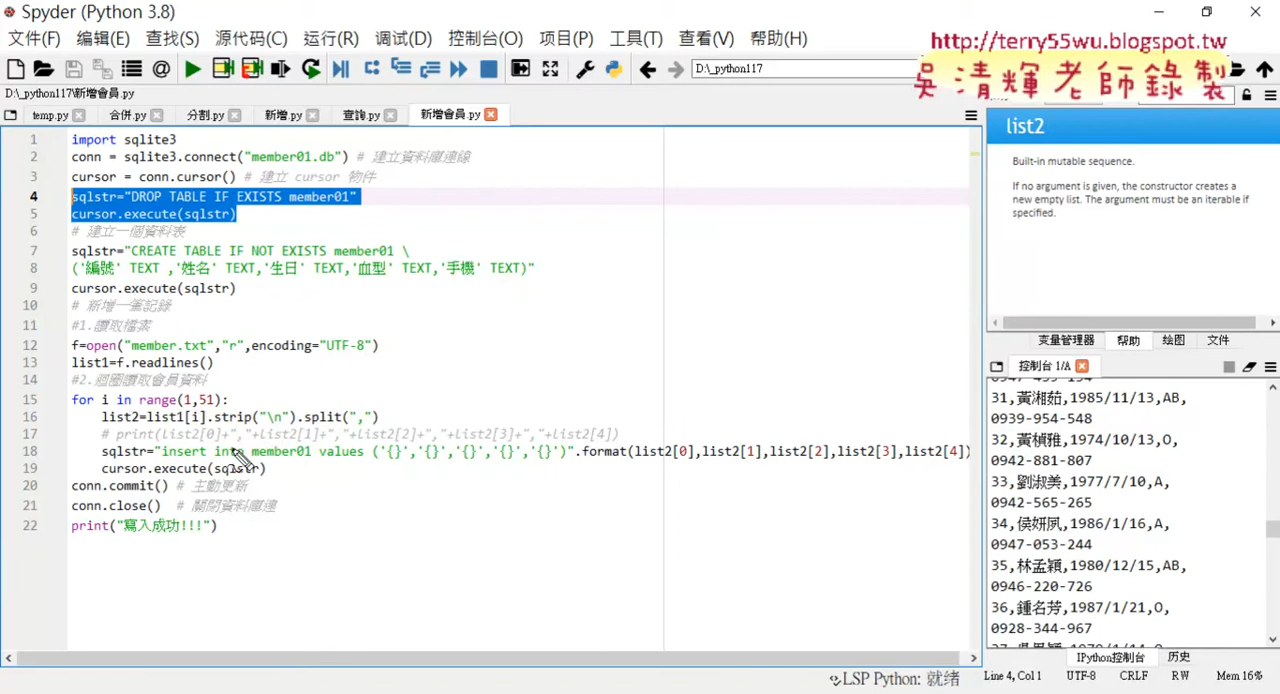 Spyder (Python 3.8)
文件(F) 编辑(E) 查找(S) 源代码(C) 运行(R) 调试(D) 控制台(O) 项目(P) 工具(T) 查看(V) 帮助(H)
http://terry55wu.blogspot.tw
吳清輝老師錄製
D:\_python117
D:\_python117\新增會員.py
temp.py 合併.py 分割.py 新增.py 查詢.py 新增會員.py
1 import sqlite3
2 conn = sqlite3.connect("member01.db") # 建立資料庫連線
3 cursor = conn.cursor() # 建立 cursor 物件
4 sqlstr="DROP TABLE IF EXISTS member01"
5 cursor.execute(sqlstr)
6 # 建立一個資料表
7 sqlstr="CREATE TABLE IF NOT EXISTS member01 \
8 ('編號' TEXT ,'姓名' TEXT,'生日' TEXT,'血型' TEXT,'手機' TEXT)"
9 cursor.execute(sqlstr)
10 # 新增一筆記錄
11 #1.讀取檔案
12 f=open("member.txt","r",encoding="UTF-8")
13 list1=f.readlines()
14 #2.迴圈讀取會員資料
15 for i in range(1,51):
16 list2=list1[i].strip("\n").split(",")
17 # print(list2[0]+","+list2[1]+","+list2[2]+","+list2[3]+","+list2[4])
18 sqlstr="insert into member01 values ('{}','{}','{}','{}','{}')".format(list2[0],list2[1],list2[2],list2[3],list2[4])
19 cursor.execute(sqlstr)
20 conn.commit() # 主動更新
21 conn.close() # 關閉資料庫連
22 print("寫入成功!!!")
list2
Built-in mutable sequence.
If no argument is given, the constructor creates a
new empty list. The argument must be an iterable if
specified.
变量管理器 帮助 绘图 文件
控制台 1/A
0947-459-154
31,黃湘茹,1985/11/13,AB,
0939-954-548
32,黃楨雅,1974/10/13,O,
0942-881-807
33,劉淑美,1977/7/10,A,
0942-565-265
34,侯妍夙,1986/1/16,A,
0947-053-244
35,林孟穎,1980/12/15,AB,
0946-220-726
36,鍾名芳,1987/1/21,O,
0928-344-967
IPython控制台 历史
LSP Python: 就绪 Line 4, Col 1 UTF-8 CRLF RW Mem 16%